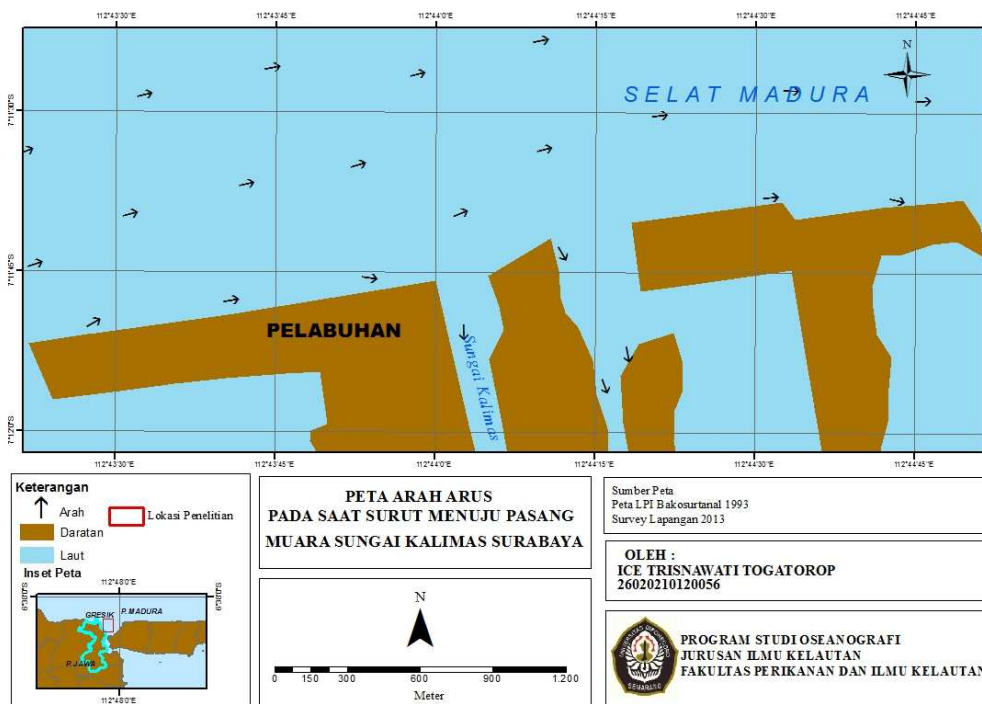 112°43'30"E 112°43'45"E 112°44'0"E 112°44'15"E 112°44'30"E 112°44'45"E
N
SELAT MADURA
7°11'45"S
PELABUHAN
Sungai Kalimas
7°12'0"S
112°43'30"E 112°43'45"E 112°44'0"E 112°44'15"E 112°44'30"E 112°44'45"E
Keterangan
Arah
Lokasi Penelitian
Daratan
Laut
Inset Peta
112°48'0"E
GRESIK
P.MADURA
P.JAWA
112°48'0"E
PETA ARAH ARUS
PADA SAAT SURUT MENUJU PASANG
MUARA SUNGAI KALIMAS SURABAYA
N
0 150 300 600 900 1.200
Meter
Sumber Peta
Peta LPI Bakosurtanal 1993
Survey Lapangan 2013
OLEH :
ICE TRISNAWATI TOGATOROP
26020210120056
SEMARANG
PROGRAM STUDI OSEANOGRAFI
JURUSAN ILMU KELAUTAN
FAKULTAS PERIKANAN DAN ILMU KELAUTAN